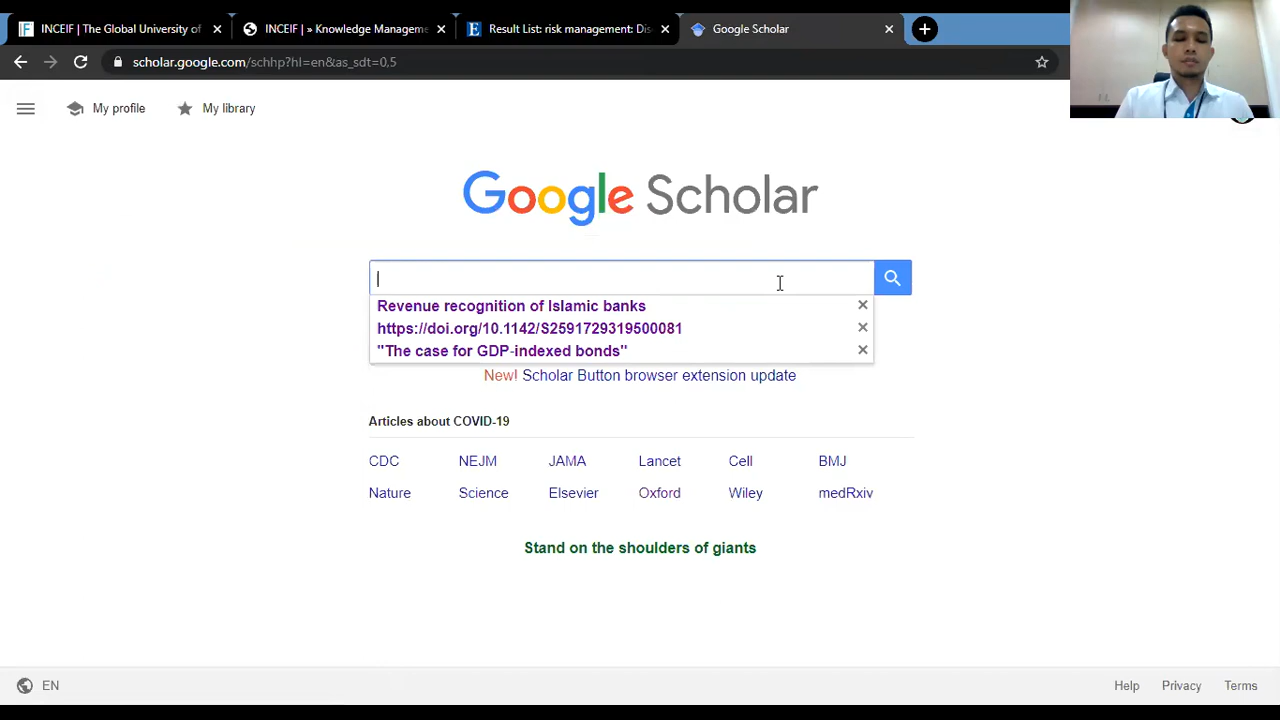 INCEIF | The Global University of
INCEIF | » Knowledge Manageme
Result List: risk management: Dis
Google Scholar
scholar.google.com/schhp?hl=en&as_sdt=0,5
My profile
My library
Google Scholar
Revenue recognition of Islamic banks
https://doi.org/10.1142/S2591729319500081
"The case for GDP-indexed bonds"
New! Scholar Button browser extension update
Articles about COVID-19
CDC NEJM JAMA Lancet Cell BMJ
Nature Science Elsevier Oxford Wiley medRxiv
Stand on the shoulders of giants
EN
Help Privacy Terms